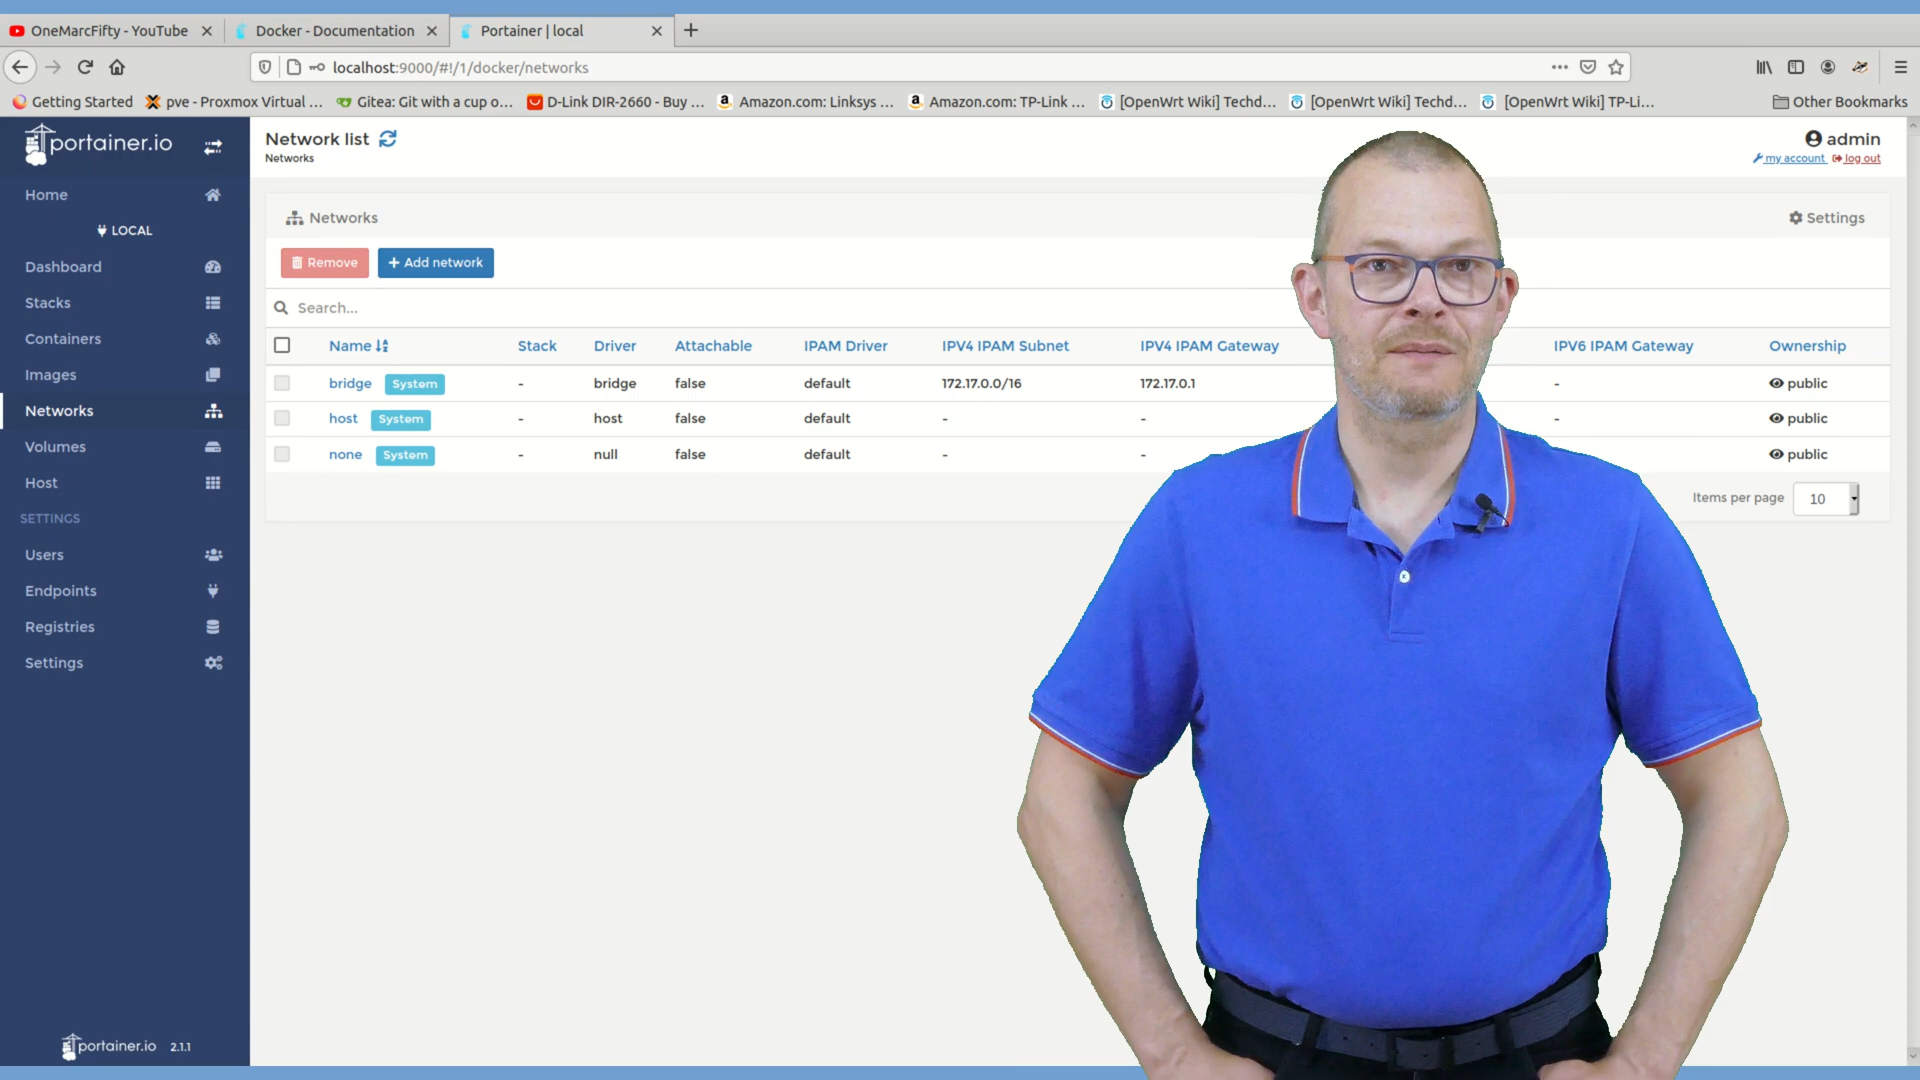 OneMarcFifty - YouTube
Docker - Documentation
Portainer | local
localhost:9000/#!/1/docker/networks
Getting Started
pve - Proxmox Virtual ...
Gitea: Git with a cup o...
D-Link DIR-2660 - Buy ...
Amazon.com: Linksys ...
Amazon.com: TP-Link ...
[OpenWrt Wiki] Techd...
[OpenWrt Wiki] Techd...
[OpenWrt Wiki] TP-Li...
Other Bookmarks
portainer.io
Home
LOCAL
Dashboard
Stacks
Containers
Images
Networks
Volumes
Host
SETTINGS
Users
Endpoints
Registries
Settings
portainer.io 2.1.1
Network list
Networks
admin
my account log out
Networks
Settings
Remove
+ Add network
Search...
Name Stack Driver Attachable IPAM Driver IPV4 IPAM Subnet IPV4 IPAM Gateway IPV6 IPAM Gateway Ownership
bridge System - bridge false default 172.17.0.0/16 172.17.0.1 - public
host System - host false default - - - public
none System - null false default - - - public
Items per page 10